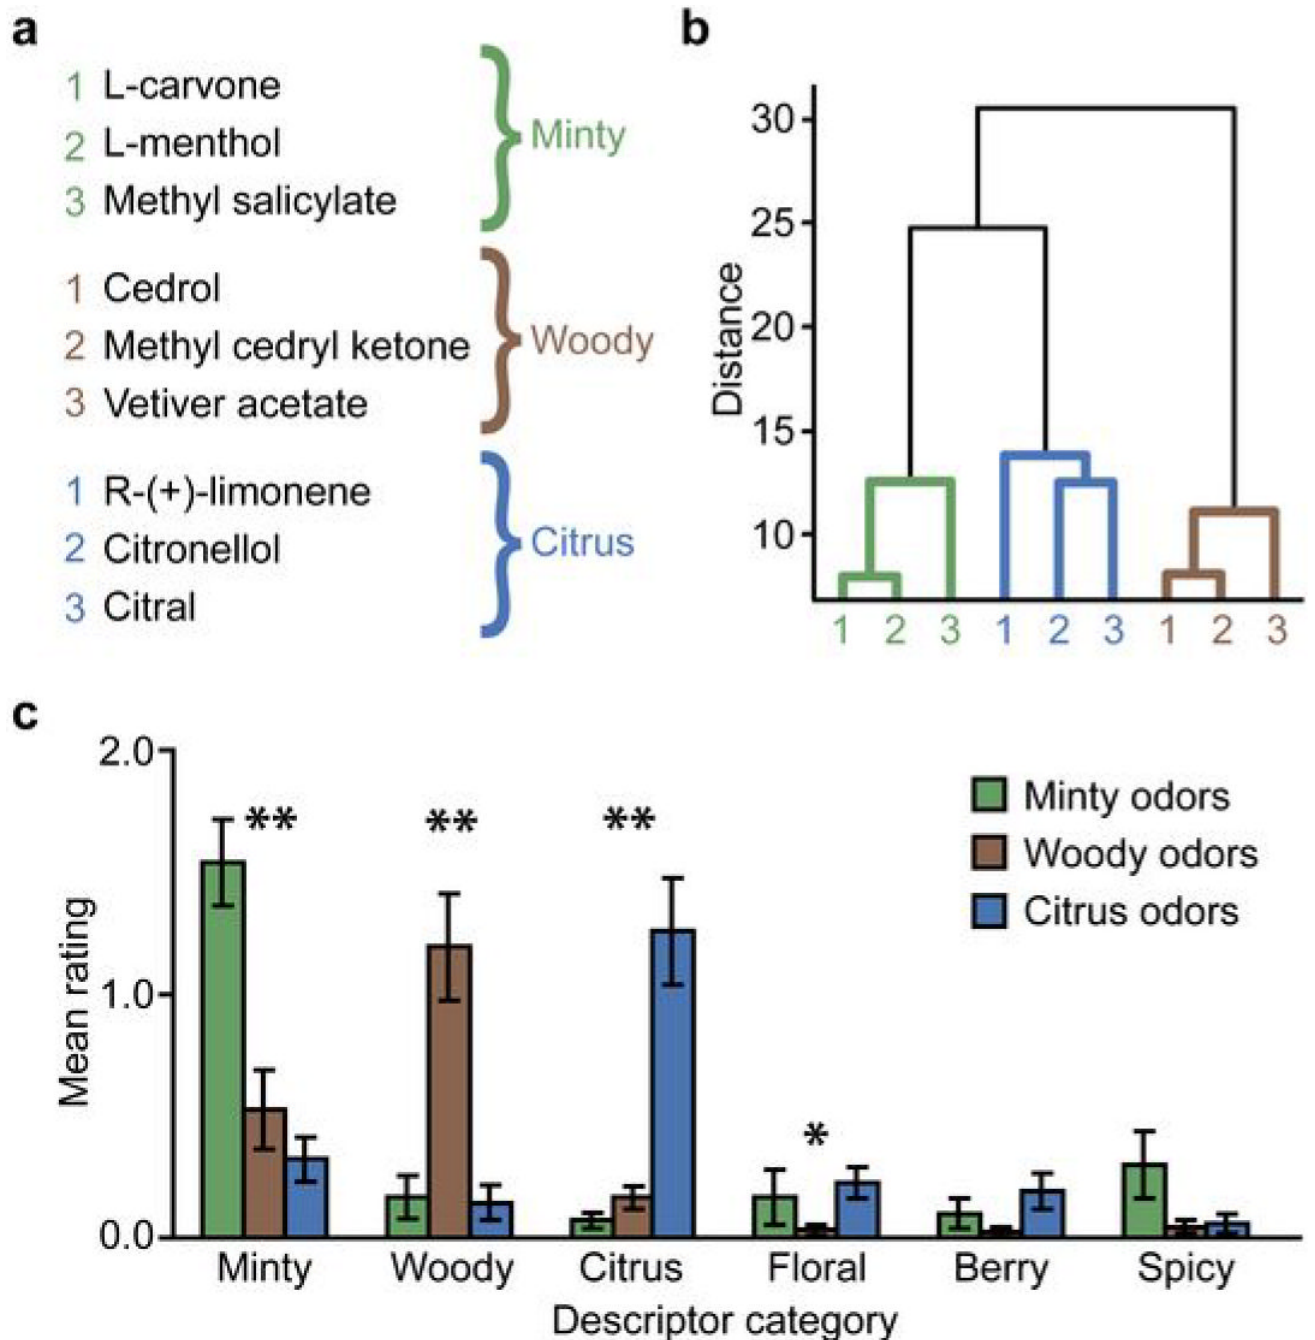 a
1 L-carvone
2 L-menthol
3 Methyl salicylate
Minty
1 Cedrol
2 Methyl cedryl ketone
3 Vetiver acetate
Woody
1 R-(+)-limonene
2 Citronellol
3 Citral
Citrus
b
Distance
30
25
20
15
10
1 2 3 1 2 3 1 2 3
c
Mean rating
2.0
1.0
0.0
** ** **
*
Minty odors
Woody odors
Citrus odors
Minty Woody Citrus Floral Berry Spicy
Descriptor category